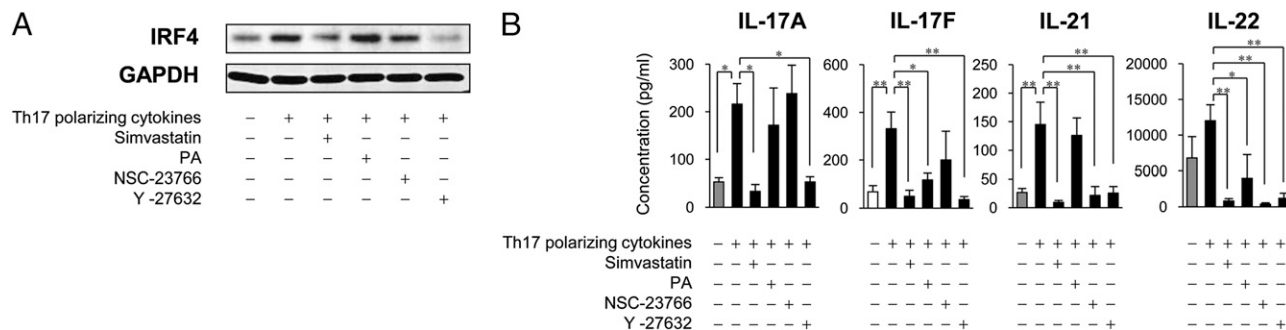 A
IRF4
GAPDH
Th17 polarizing cytokines – + + + + +
Simvastatin – – + – – –
PA – – – + – –
NSC-23766 – – – – + –
Y -27632 – – – – – +
B
IL-17A IL-17F IL-21 IL-22
Concentration (pg/ml)
300
200
100
0
* * *
600
400
200
0
** ** * **
250
200
150
100
50
0
** ** ** **
20000
15000
10000
5000
0
** * ** **
Th17 polarizing cytokines – + + + + + – + + + + + – + + + + + – + + + + +
Simvastatin – – + – – – – – + – – – – – + – – – – – + – – –
PA – – – + – – – – – + – – – – – + – – – – – + – –
NSC-23766 – – – – + – – – – – + – – – – – + – – – – – + –
Y -27632 – – – – – + – – – – – + – – – – – + – – – – – +